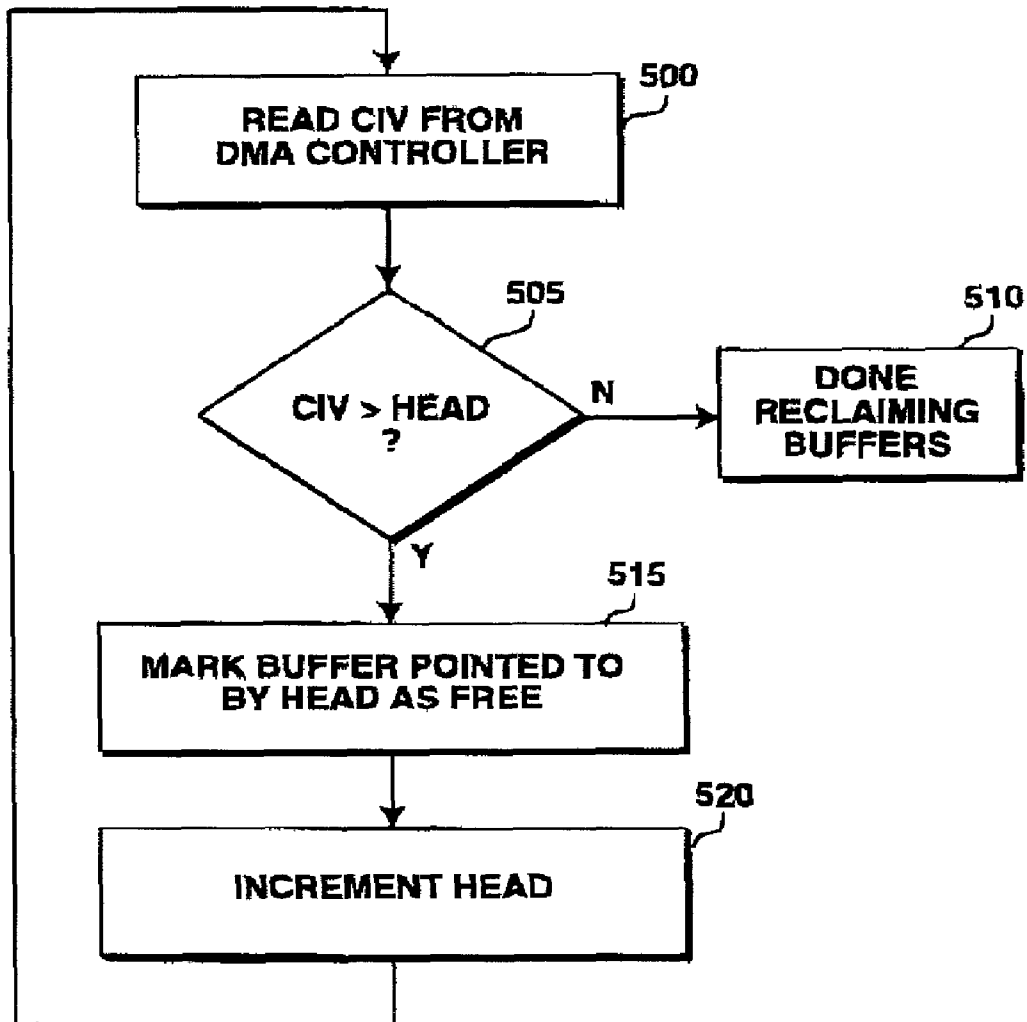 500
READ CIV FROM
DMA CONTROLLER
505
CIV > HEAD
?
N
510
DONE
RECLAIMING
BUFFERS
Y
515
MARK BUFFER POINTED TO
BY HEAD AS FREE
520
INCREMENT HEAD